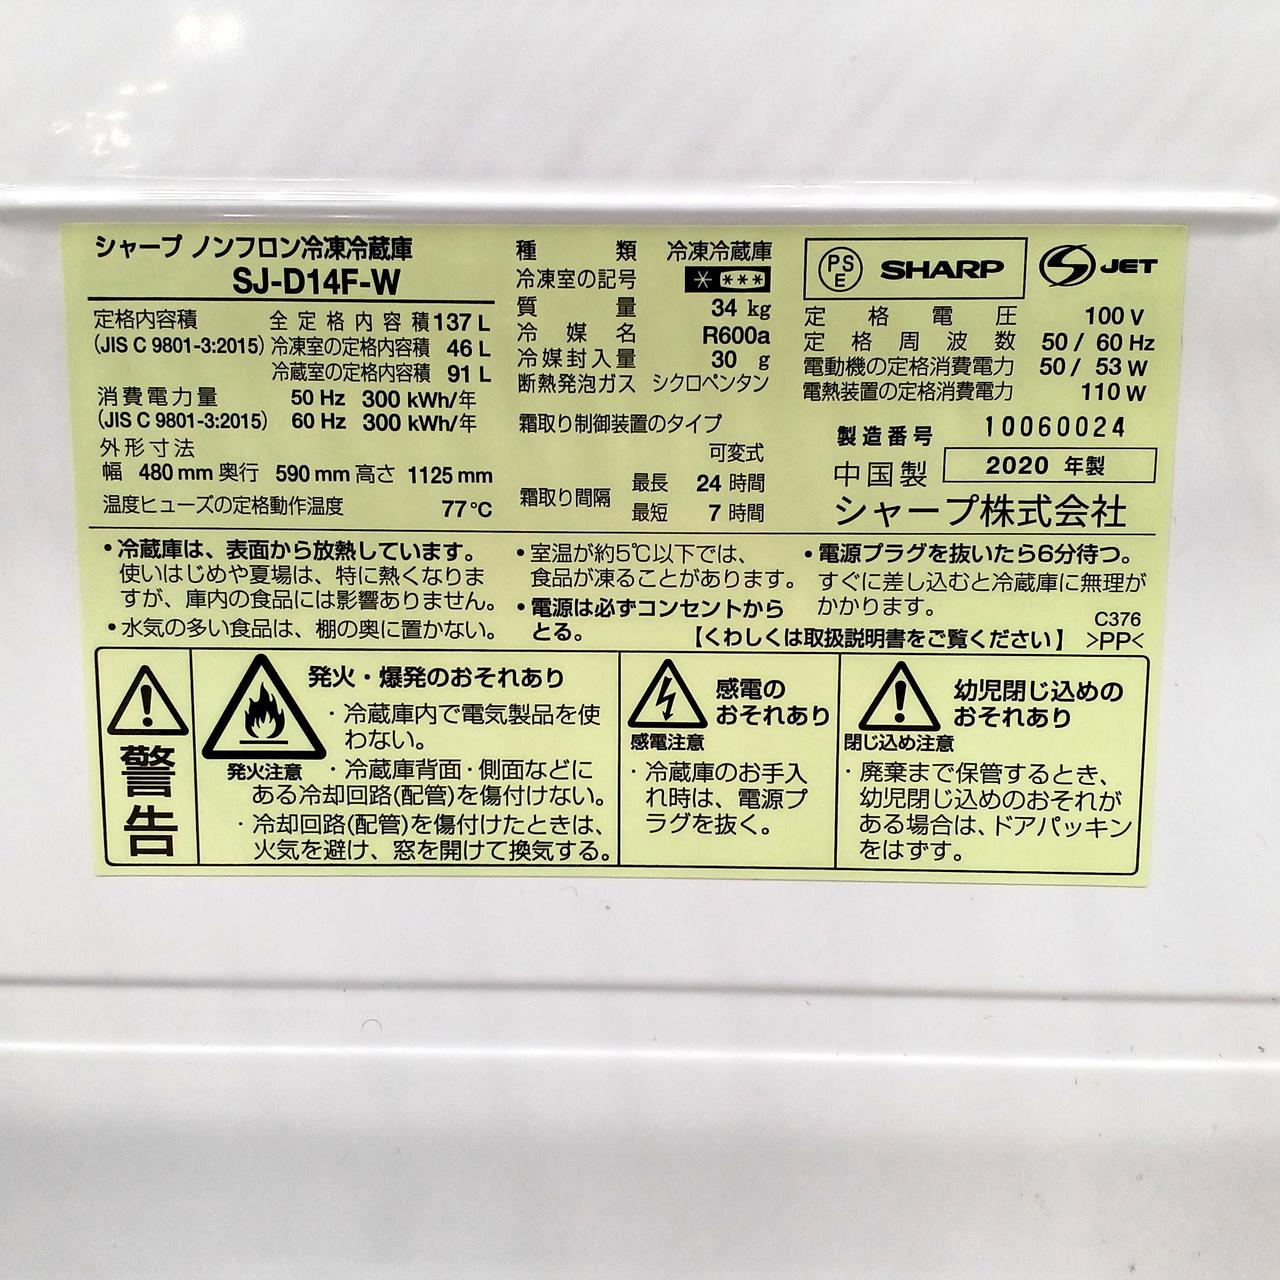 シャープ ノンフロン冷凍冷蔵庫
SJ-D14F-W
定格内容積 全定格内容積 137 L
(JIS C 9801-3:2015) 冷凍室の定格内容積 46 L
冷蔵室の定格内容積 91 L
消費電力量 50 Hz 300 kWh/年
(JIS C 9801-3:2015) 60 Hz 300 kWh/年
外形寸法
幅 480 mm 奥行 590 mm 高さ 1125 mm
温度ヒューズの定格動作温度 77℃
種類 冷凍冷蔵庫
冷凍室の記号 * ***
質量 34 kg
冷媒名 R600a
冷媒封入量 30 g
断熱発泡ガス シクロペンタン
霜取り制御装置のタイプ
可変式
霜取り間隔 最長 24 時間
最短 7 時間
PS
E
SHARP
JET
定格電圧 100 V
定格周波数 50 / 60 Hz
電動機の定格消費電力 50 / 53 W
電熱装置の定格消費電力 110 W
製造番号 10060024
中国製 2020 年製
シャープ株式会社
・冷蔵庫は、表面から放熱しています。
使いはじめや夏場は、特に熱くなりま
すが、庫内の食品には影響ありません。
・水気の多い食品は、棚の奥に置かない。
・室温が約5℃以下では、
食品が凍ることがあります。
・電源は必ずコンセントから
とる。
・電源プラグを抜いたら6分待つ。
すぐに差し込むと冷蔵庫に無理が
かかります。
C376
【くわしくは取扱説明書をご覧ください】 >PP<
警告
発火注意
発火・爆発のおそれあり
・冷蔵庫内で電気製品を使
わない。
・冷蔵庫背面・側面などに
ある冷却回路(配管)を傷付けない。
・冷却回路(配管)を傷付けたときは、
火気を避け、窓を開けて換気する。
感電注意
感電の
おそれあり
・冷蔵庫のお手入
れ時は、電源プ
ラグを抜く。
閉じ込め注意
幼児閉じ込めの
おそれあり
・廃棄まで保管するとき、
幼児閉じ込めのおそれが
ある場合は、ドアパッキン
をはずす。